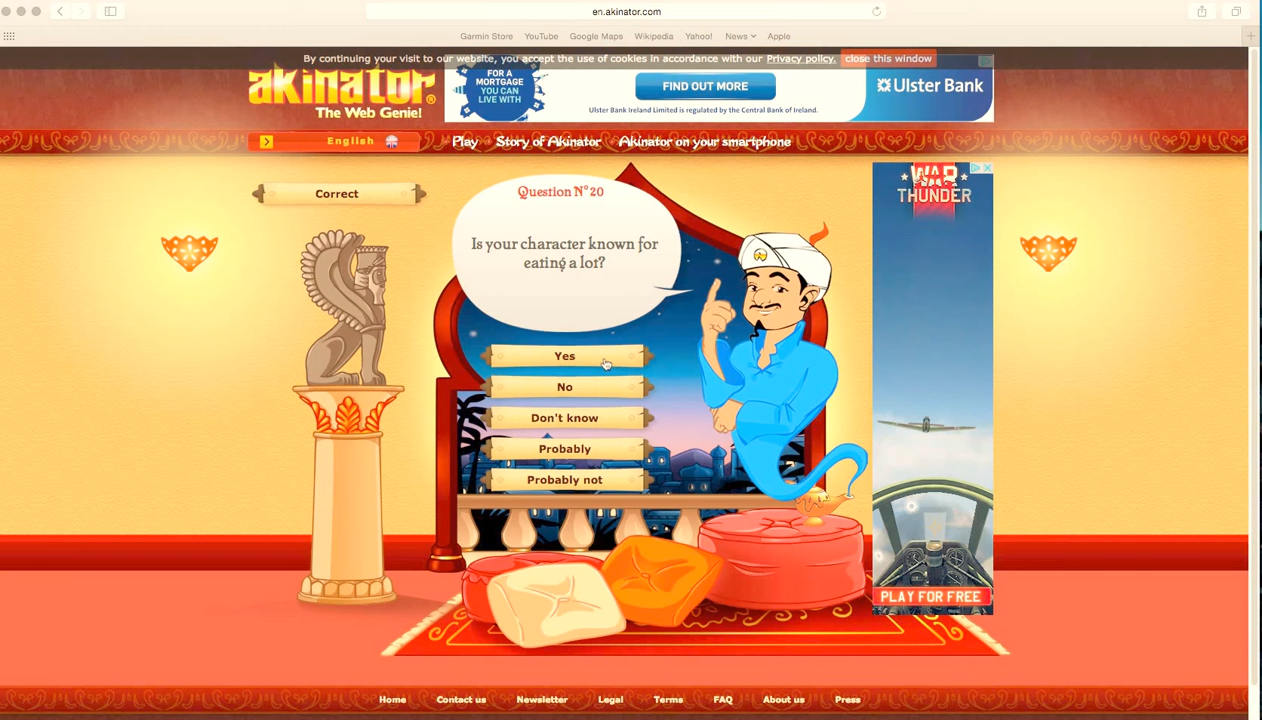 en.akinator.com
Garmin Store YouTube Google Maps Wikipedia Yahoo! News Apple
By continuing your visit to our website, you accept the use of cookies in accordance with our Privacy policy. close this window
akinator®
The Web Genie!
FOR A
MORTGAGE
YOU CAN
LIVE WITH
FIND OUT MORE
Ulster Bank Ireland Limited is regulated by the Central Bank of Ireland.
Ulster Bank
English
Play Story of Akinator Akinator on your smartphone
Correct
Question N°20
Is your character known for
eating a lot?
Yes
No
Don't know
Probably
Probably not
WAR
THUNDER
PLAY FOR FREE
Home Contact us Newsletter Legal Terms FAQ About us Press